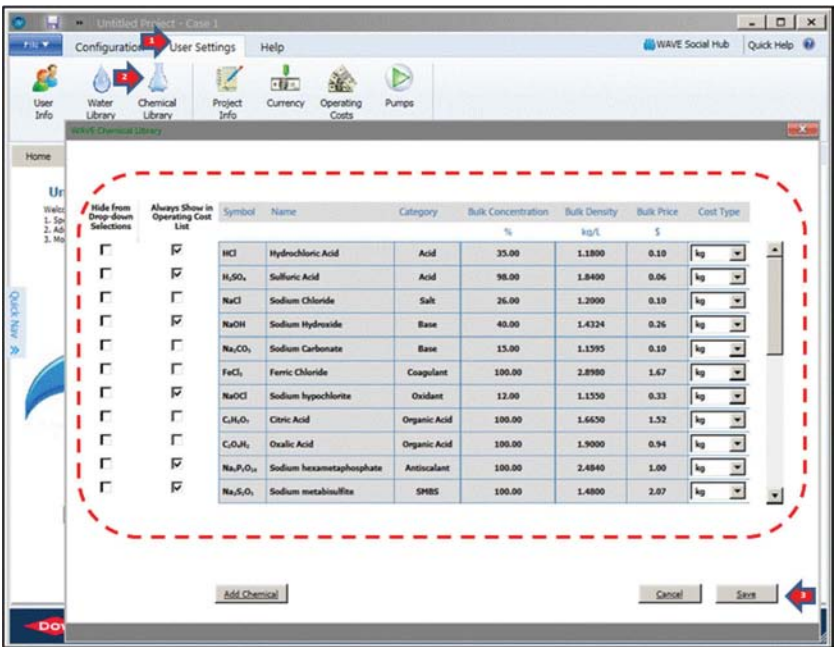 Untitled Project - Case 1
File
Configuration
1
User Settings
Help
WAVE Social Hub
Quick Help
2
User Info
Water Library
Chemical Library
Project Info
Currency
Operating Costs
Pumps
WAVE Chemical Library
Home
Quick Nav
Hide from Drop-down Selections Always Show in Operating Cost List Symbol Name Category Bulk Concentration Bulk Density Bulk Price Cost Type
% kg/L $
HCl Hydrochloric Acid Acid 35.00 1.1800 0.10 kg
H₂SO₄ Sulfuric Acid Acid 98.00 1.8400 0.06 kg
NaCl Sodium Chloride Salt 26.00 1.2000 0.10 kg
NaOH Sodium Hydroxide Base 40.00 1.4324 0.26 kg
Na₂CO₃ Sodium Carbonate Base 15.00 1.1595 0.10 kg
FeCl₃ Ferric Chloride Coagulant 100.00 2.8980 1.67 kg
NaOCl Sodium hypochlorite Oxidant 12.00 1.1550 0.33 kg
C₆H₈O₇ Citric Acid Organic Acid 100.00 1.6650 1.52 kg
C₂O₄H₂ Oxalic Acid Organic Acid 100.00 1.9000 0.94 kg
Sodium hexametaphosphate Antiscalant 100.00 2.4840 1.00 kg
Na₂S₂O₅ Sodium metabisulfite SMBS 100.00 1.4800 2.07 kg
Add Chemical
Cancel
Save
3